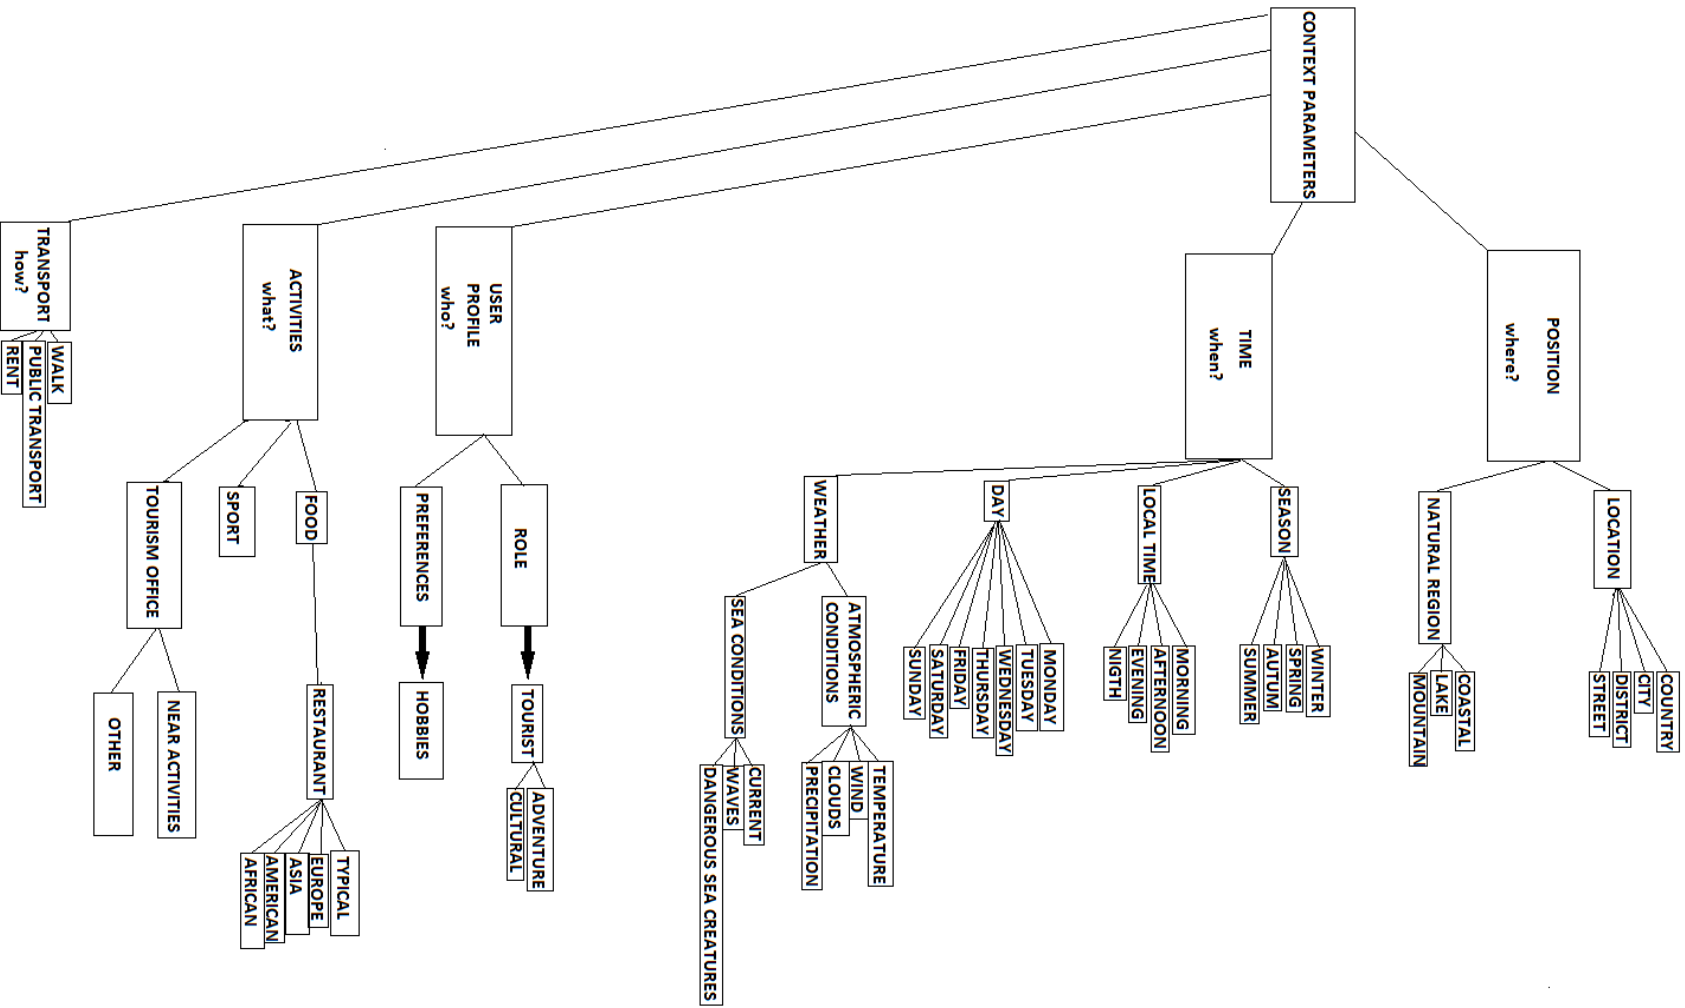 CONTEXT PARAMETERS
POSITION
where?
LOCATION
COUNTRY
CITY
DISTRICT
STREET
NATURAL REGION
COASTAL
LAKE
MOUNTAIN
TIME
when?
SEASON
WINTER
SPRING
AUTUM
SUMMER
LOCAL TIME
MORNING
AFTERNOON
EVENING
NIGTH
DAY
MONDAY
TUESDAY
WEDNESDAY
THURSDAY
FRIDAY
SATURDAY
SUNDAY
WEATHER
ATMOSPHERIC
CONDITIONS
TEMPERATURE
WIND
CLOUDS
PRECIPITATION
SEA CONDITIONS
CURRENT
WAVES
DANGEROUS SEA CREATURES
USER
PROFILE
who?
ROLE
TOURIST
ADVENTURE
CULTURAL
PREFERENCES
HOBBIES
ACTIVITIES
what?
FOOD
RESTAURANT
TYPICAL
EUROPE
ASIA
AMERICAN
AFRICAN
SPORT
TOURISM OFFICE
NEAR ACTIVITIES
OTHER
TRANSPORT
how?
WALK
PUBLIC TRANSPORT
RENT